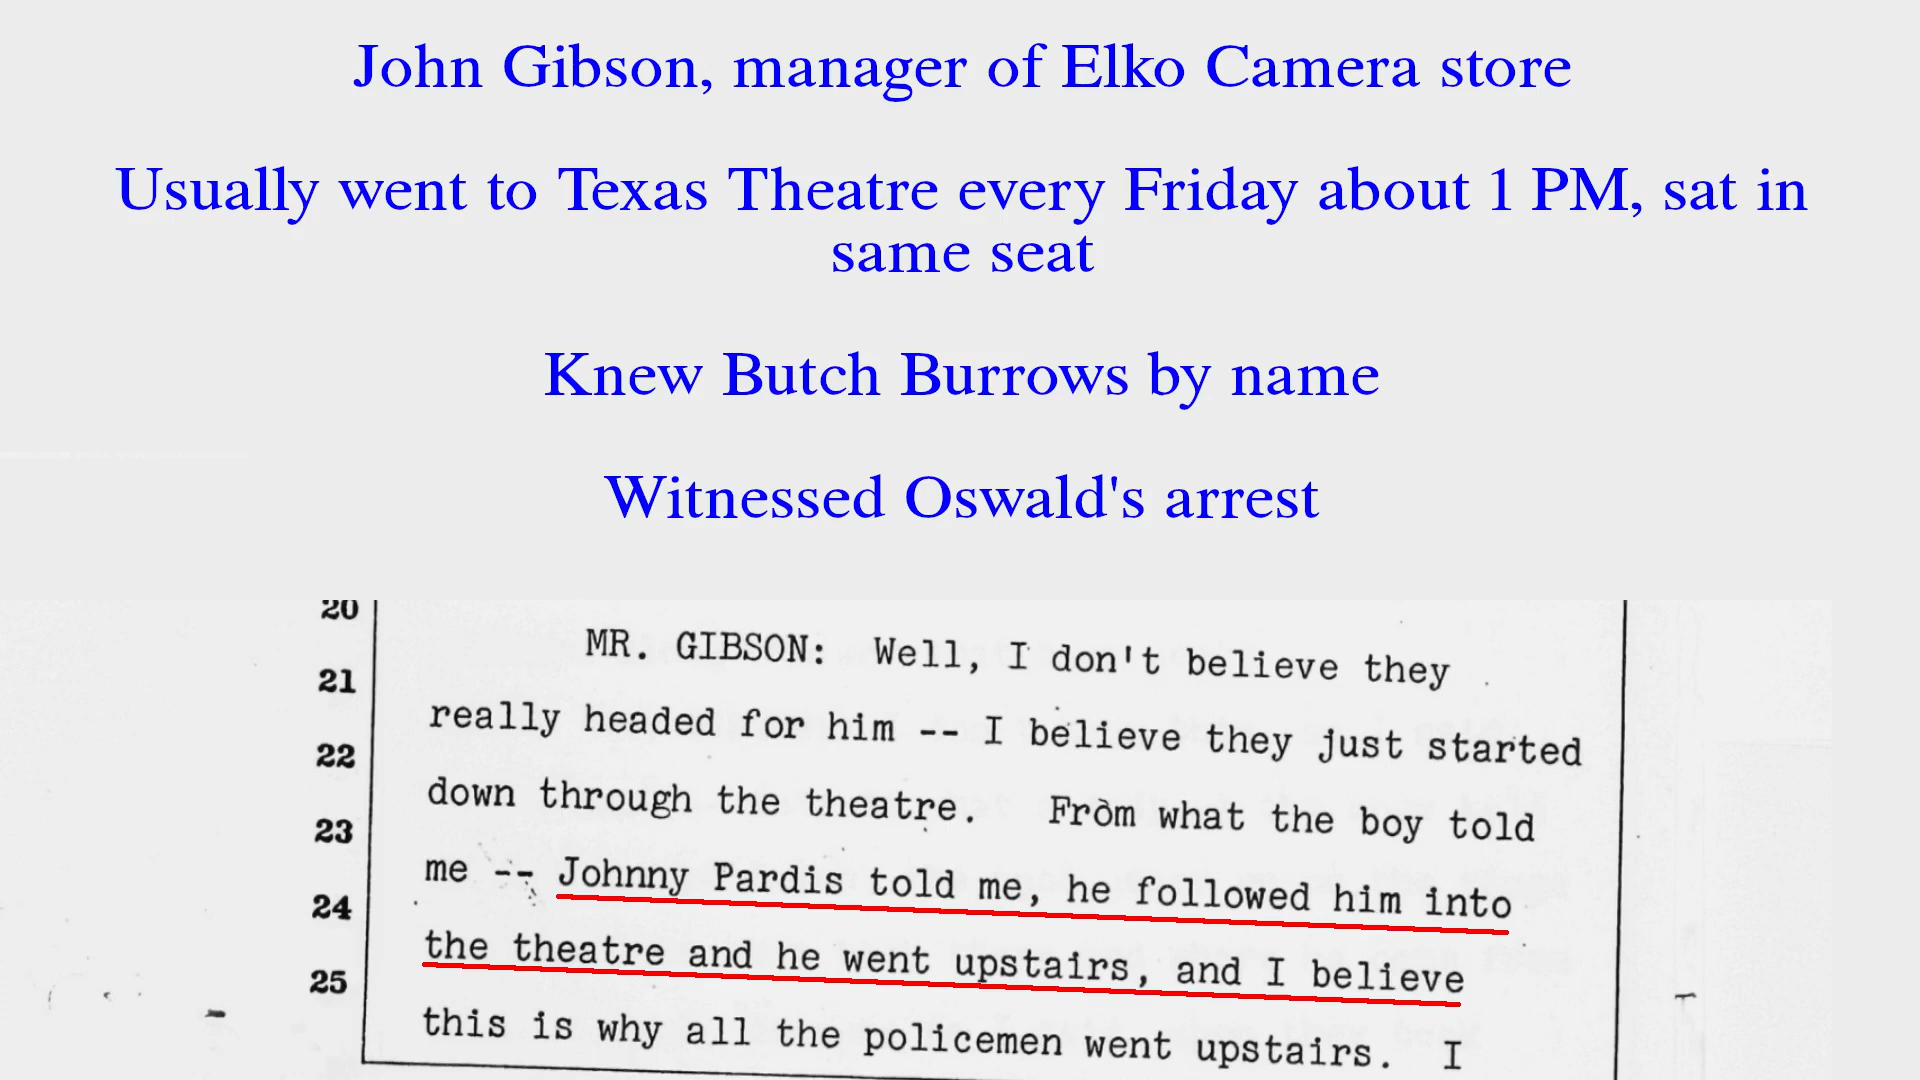 John Gibson, manager of Elko Camera store
Usually went to Texas Theatre every Friday about 1 PM, sat in
same seat
Knew Butch Burrows by name
Witnessed Oswald's arrest
20
MR. GIBSON: Well, I don't believe they
21
really headed for him -- I believe they just started
22
down through the theatre. From what the boy told
23
me -- Johnny Pardis told me, he followed him into
24
the theatre and he went upstairs, and I believe
25
this is why all the policemen went upstairs. I